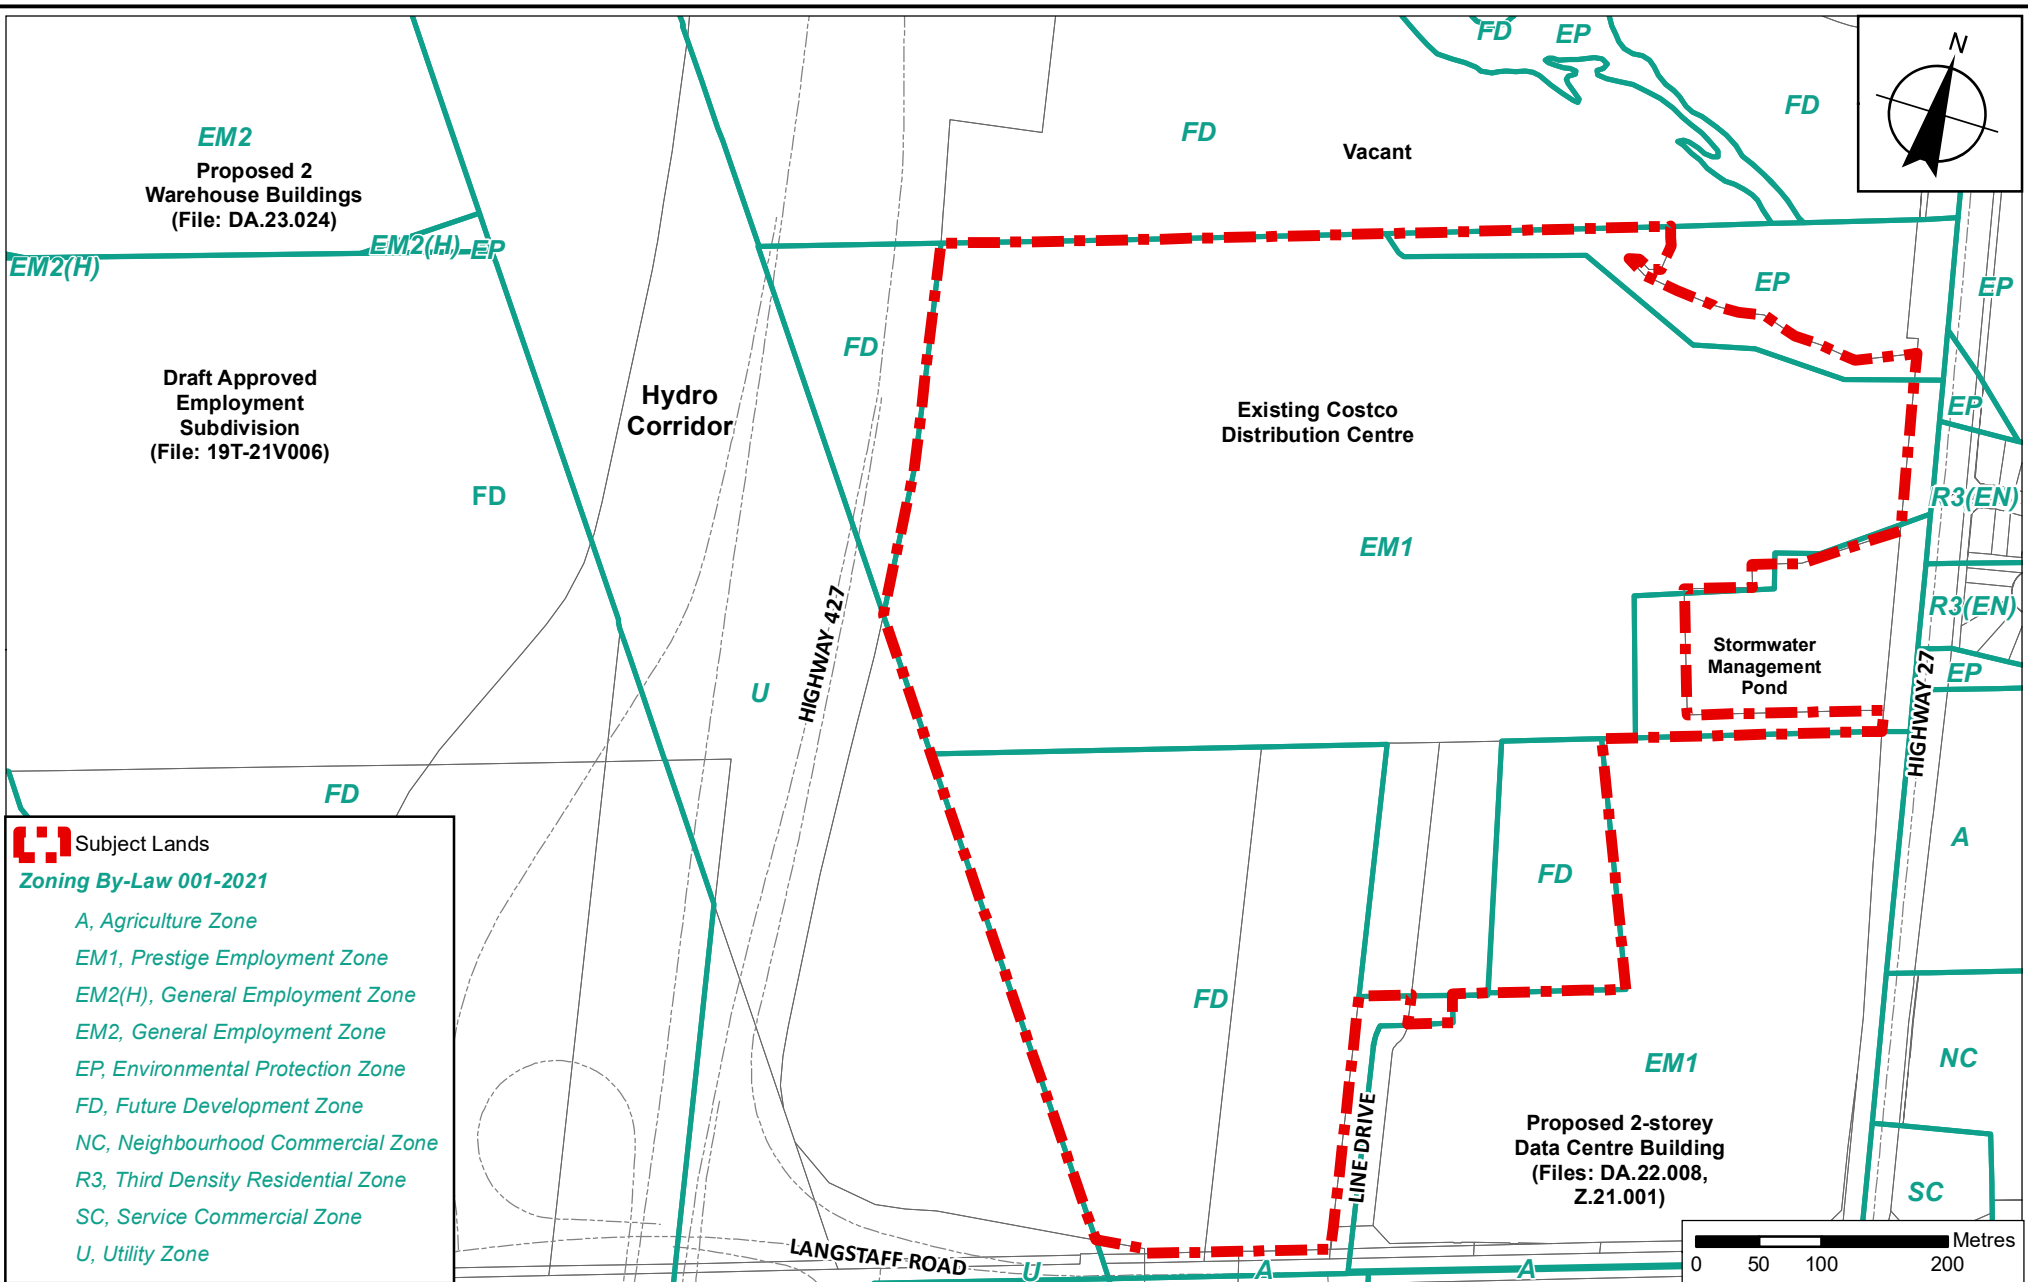 FD
EP
N
EM2
Proposed 2
Warehouse Buildings
(File: DA.23.024)
FD
Vacant
FD
EM2(H)
EM2(H)
EP
EP
EP
FD
Draft Approved
Employment
Subdivision
(File: 19T-21V006)
Hydro
Corridor
Existing Costco
Distribution Centre
EP
FD
R3(EN)
EM1
HIGHWAY 427
R3(EN)
Stormwater
Management
Pond
U
EP
HIGHWAY 27
FD
A
FD
FD
EM1
NC
LINE DRIVE
Proposed 2-storey
Data Centre Building
(Files: DA.22.008,
Z.21.001)
SC
LANGSTAFF ROAD
U
A
A
Subject Lands
Zoning By-Law 001-2021
A, Agriculture Zone
EM1, Prestige Employment Zone
EM2(H), General Employment Zone
EM2, General Employment Zone
EP, Environmental Protection Zone
FD, Future Development Zone
NC, Neighbourhood Commercial Zone
R3, Third Density Residential Zone
SC, Service Commercial Zone
U, Utility Zone
Metres
0 50 100 200